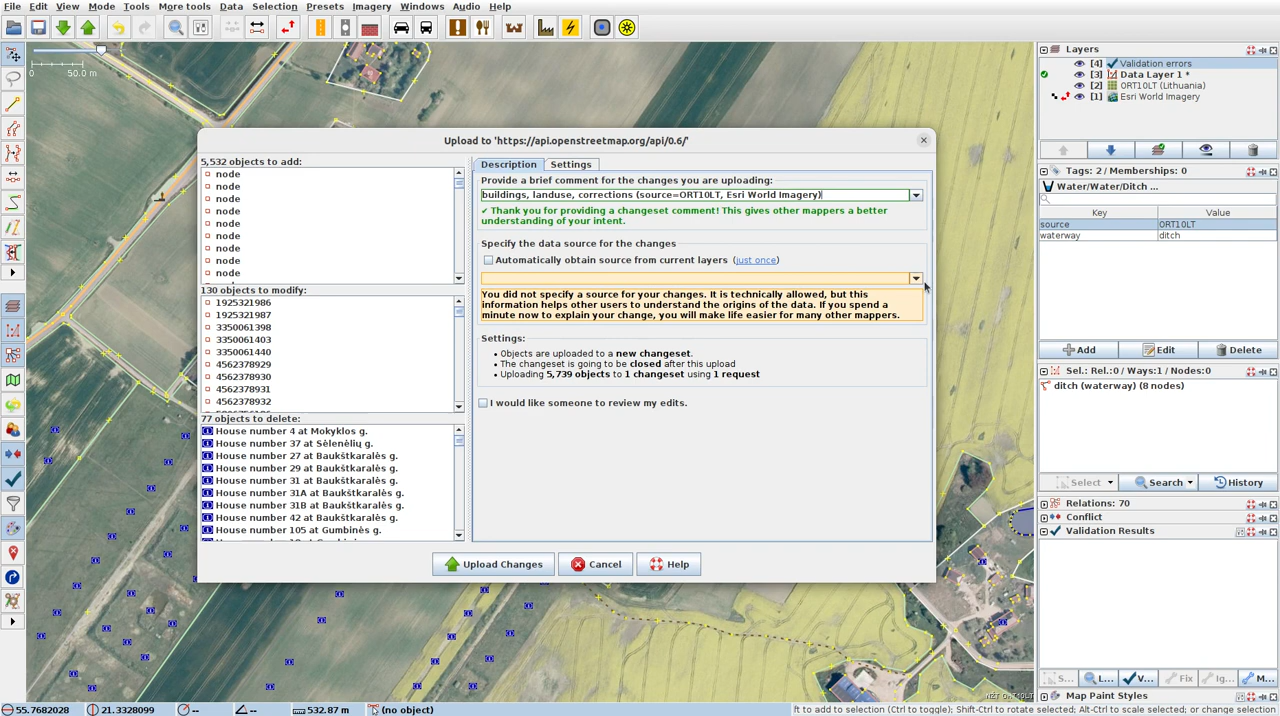 File Edit View Mode Tools More tools Data Selection Presets Imagery Windows Audio Help
0
50.0 m
Upload to 'https://api.openstreetmap.org/api/0.6/'
5,532 objects to add:
node
node
node
node
node
node
node
node
node
130 objects to modify:
1925321986
1925321987
3350061398
3350061403
3350061440
4562378929
4562378930
4562378931
4562378932
77 objects to delete:
House number 4 at Mokyklos g.
House number 37 at Sėlenėlių g.
House number 27 at Baukštkaralės g.
House number 29 at Baukštkaralės g.
House number 31 at Baukštkaralės g.
House number 31A at Baukštkaralės g.
House number 31B at Baukštkaralės g.
House number 42 at Baukštkaralės g.
House number 105 at Gumbinės g.
Description Settings
Provide a brief comment for the changes you are uploading:
buildings, landuse, corrections (source=ORT10LT, Esri World Imagery)
✔ Thank you for providing a changeset comment! This gives other mappers a better
understanding of your intent.
Specify the data source for the changes
Automatically obtain source from current layers (just once)
You did not specify a source for your changes. It is technically allowed, but this
information helps other users to understand the origins of the data. If you spend a
minute now to explain your change, you will make life easier for many other mappers.
Settings:
• Objects are uploaded to a new changeset.
• The changeset is going to be closed after this upload
• Uploading 5,739 objects to 1 changeset using 1 request
I would like someone to review my edits.
Upload Changes Cancel Help
Layers
[4] Validation errors
[3] Data Layer 1 *
[2] ORT10LT (Lithuania)
[1] Esri World Imagery
Tags: 2 / Memberships: 0
Water/Water/Ditch ...
Key Value
source ORT10LT
waterway ditch
Add Edit Delete
Sel.: Rel.:0 / Ways:1 / Nodes:0
ditch (waterway) (8 nodes)
Select Search History
Relations: 70
Conflict
Validation Results
S... L... V... Fix Ig... M...
Map Paint Styles
55.7682028 21.3328099 -- -- 532.87 m (no object) ft to add to selection (Ctrl to toggle); Shift-Ctrl to rotate selected; Alt-Ctrl to scale selected; or change selection